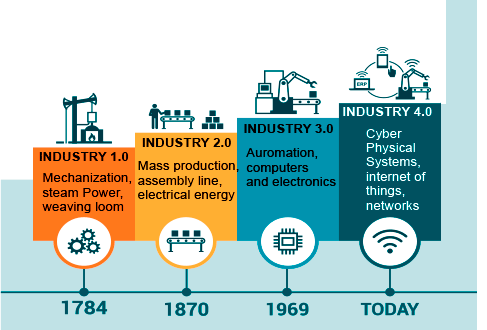 ERP
INDUSTRY 1.0
Mechanization,
steam Power,
weaving loom
INDUSTRY 2.0
Mass production,
assembly line,
electrical energy
INDUSTRY 3.0
Auromation,
computers
and electronics
INDUSTRY 4.0
Cyber
Physical
Systems,
internet of
things,
networks
1784
1870
1969
TODAY